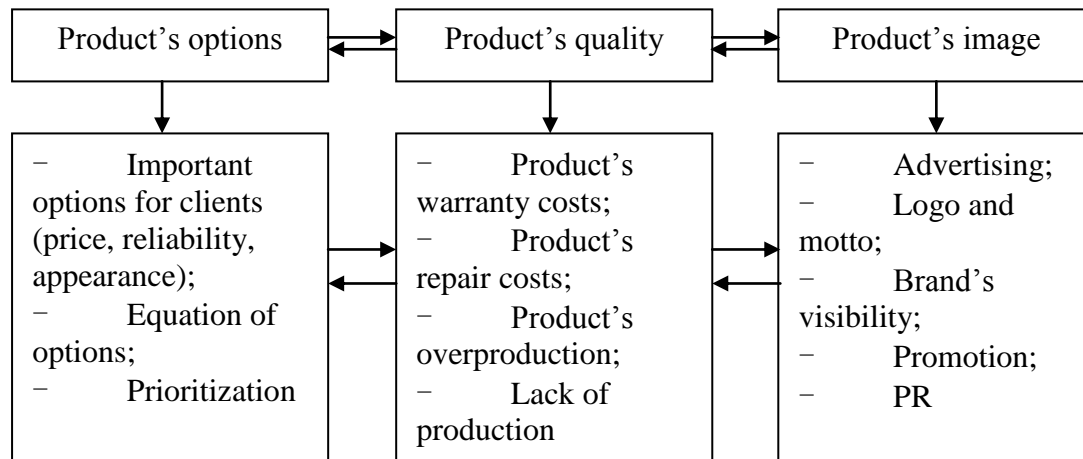 Product’s options
Product’s quality
Product’s image
− Important
options for clients
(price, reliability,
appearance);
− Equation of
options;
− Prioritization
− Product’s
warranty costs;
− Product’s
repair costs;
− Product’s
overproduction;
− Lack of
production
− Advertising;
− Logo and
motto;
− Brand’s
visibility;
− Promotion;
− PR